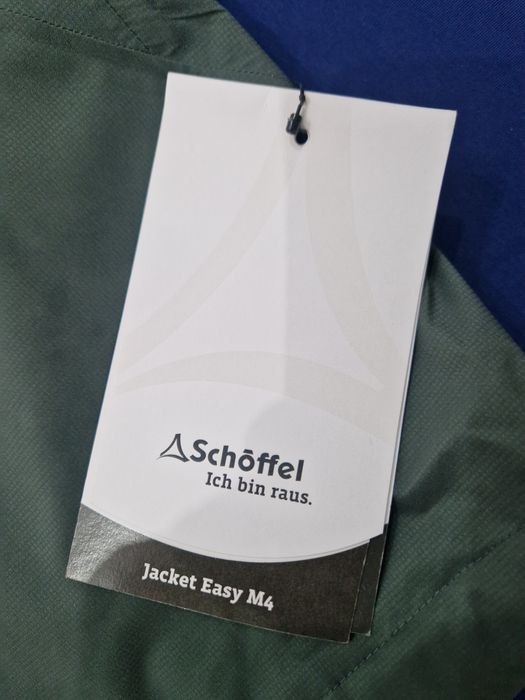 Schöffel
Ich bin raus.
Jacket Easy M4